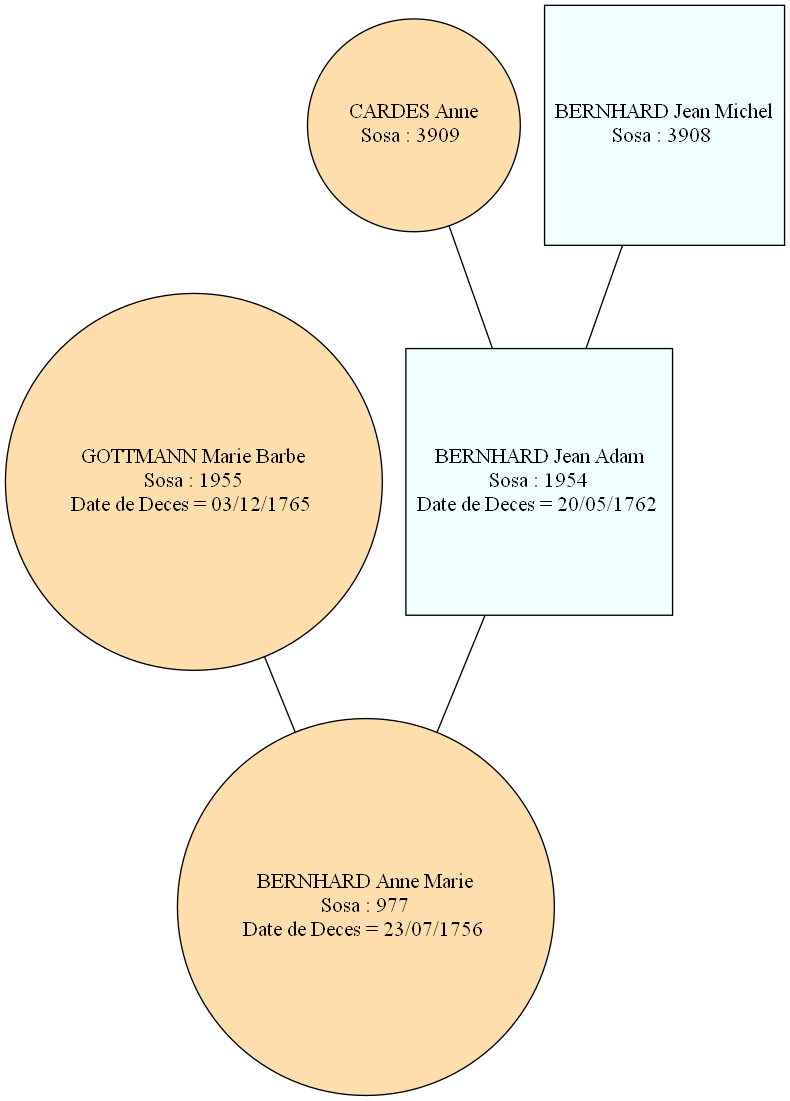 CARDES Anne
Sosa : 3909
BERNHARD Jean Michel
Sosa : 3908
GOTTMANN Marie Barbe
Sosa : 1955
Date de Deces = 03/12/1765
BERNHARD Jean Adam
Sosa : 1954
Date de Deces = 20/05/1762
BERNHARD Anne Marie
Sosa : 977
Date de Deces = 23/07/1756